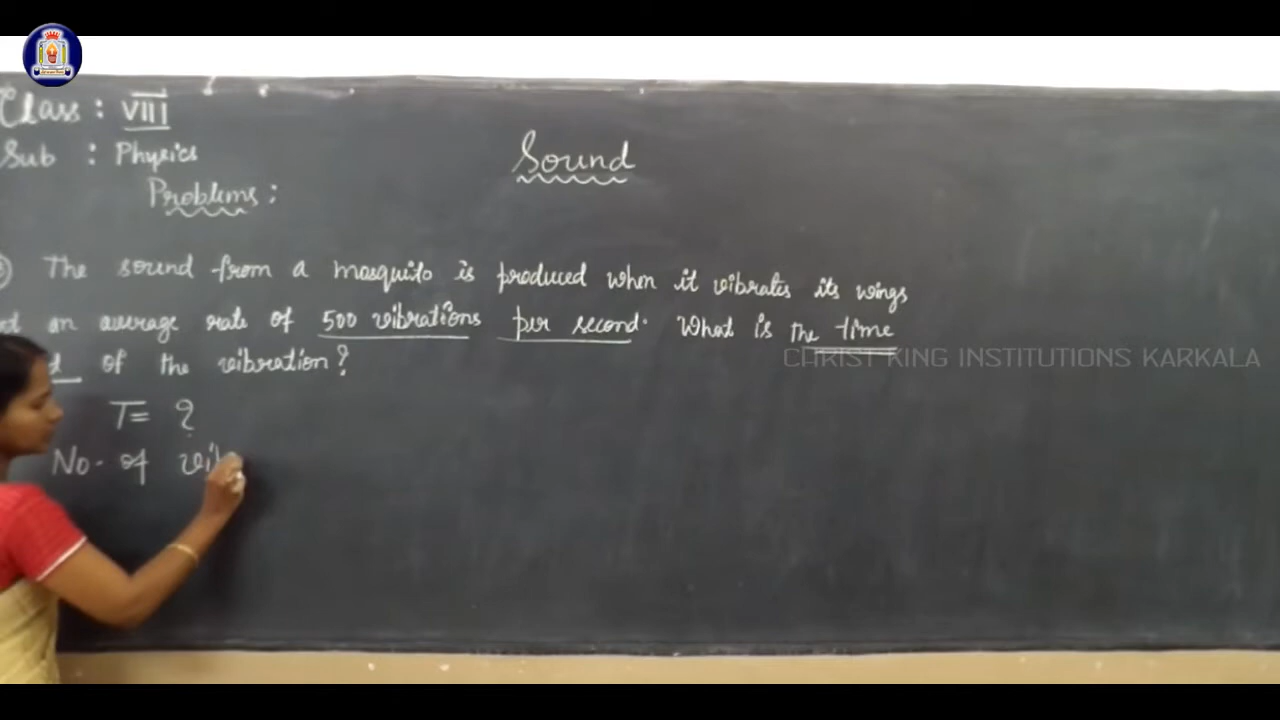 Class : VIII
Sub : Physics
Sound
Problems :
The sound from a mosquito is produced when it vibrates its wings
an average rate of 500 vibrations per second. What is the time
of the vibration?
CHRIST KING INSTITUTIONS KARKALA
T = ?
No. of vib